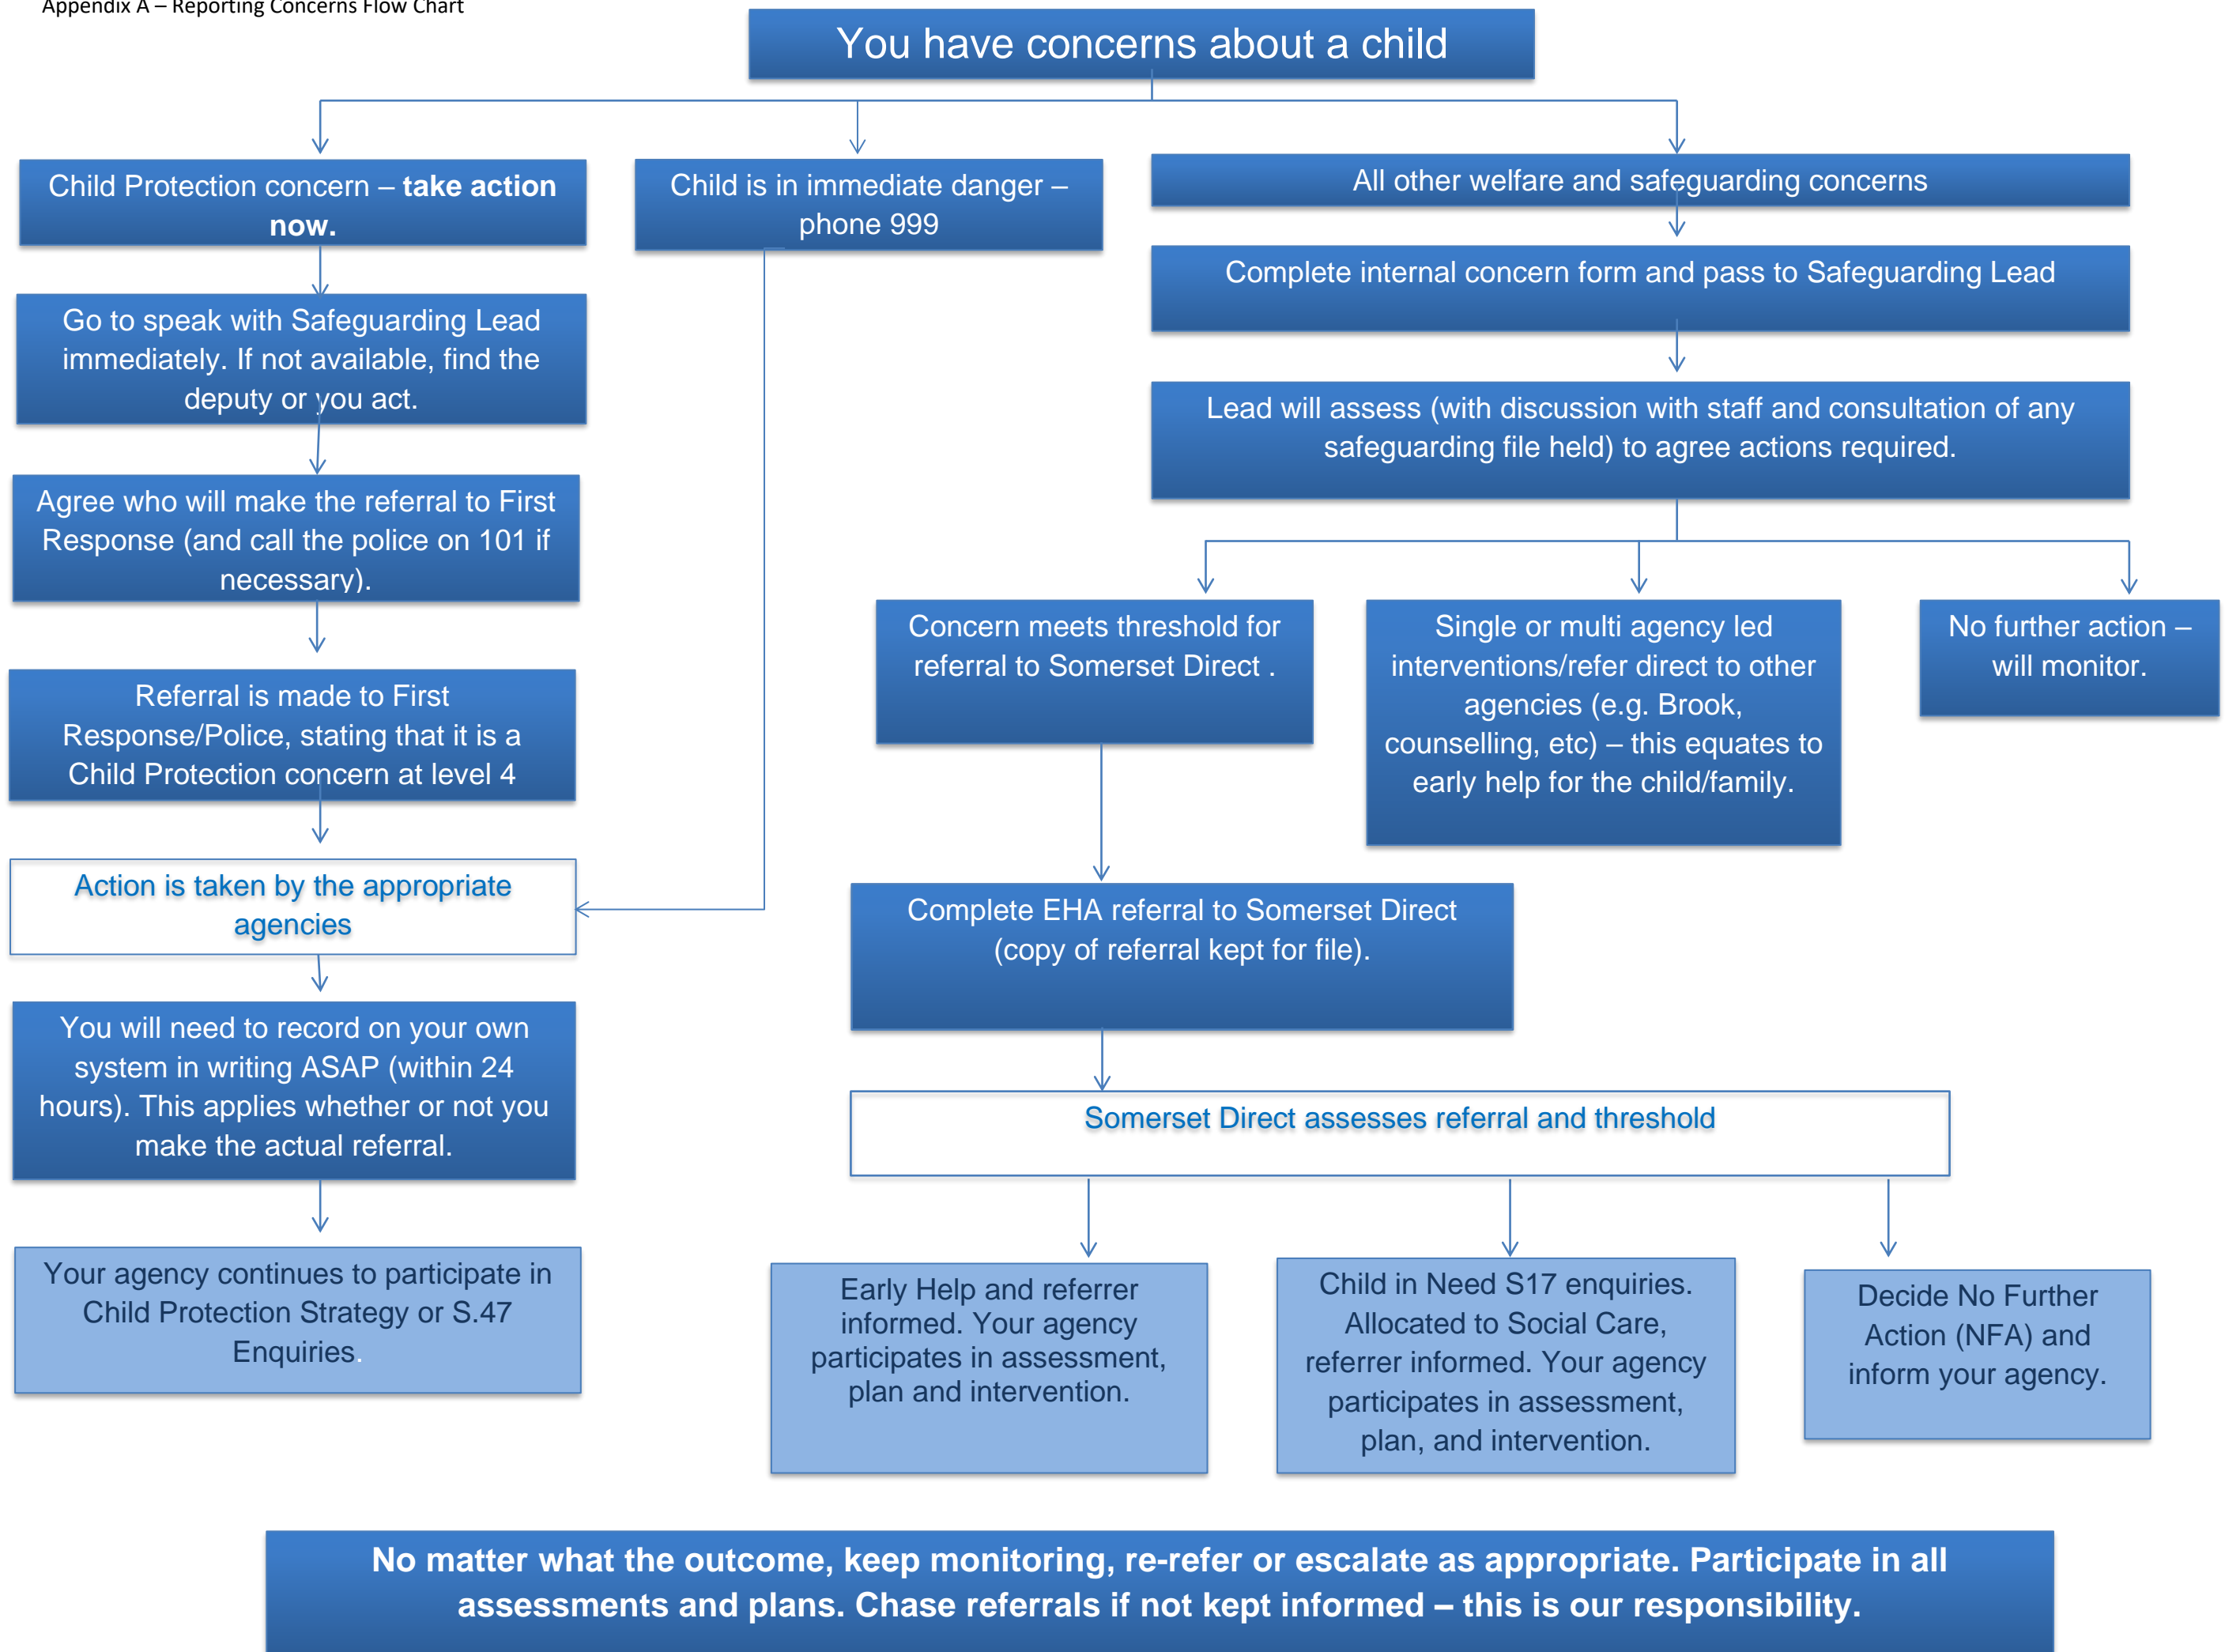 Appendix A – Reporting Concerns Flow Chart
You have concerns about a child
Child Protection concern – take action
now.
Child is in immediate danger –
phone 999
All other welfare and safeguarding concerns
Go to speak with Safeguarding Lead
immediately. If not available, find the
deputy or you act.
Complete internal concern form and pass to Safeguarding Lead
Lead will assess (with discussion with staff and consultation of any
safeguarding file held) to agree actions required.
Agree who will make the referral to First
Response (and call the police on 101 if
necessary).
Concern meets threshold for
referral to Somerset Direct .
Single or multi agency led
interventions/refer direct to other
agencies (e.g. Brook,
counselling, etc) – this equates to
early help for the child/family.
No further action –
will monitor.
Referral is made to First
Response/Police, stating that it is a
Child Protection concern at level 4
Action is taken by the appropriate
agencies
Complete EHA referral to Somerset Direct
(copy of referral kept for file).
You will need to record on your own
system in writing ASAP (within 24
hours). This applies whether or not you
make the actual referral.
Somerset Direct assesses referral and threshold
Your agency continues to participate in
Child Protection Strategy or S.47
Enquiries.
Early Help and referrer
informed. Your agency
participates in assessment,
plan and intervention.
Child in Need S17 enquiries.
Allocated to Social Care,
referrer informed. Your agency
participates in assessment,
plan, and intervention.
Decide No Further
Action (NFA) and
inform your agency.
No matter what the outcome, keep monitoring, re-refer or escalate as appropriate. Participate in all
assessments and plans. Chase referrals if not kept informed – this is our responsibility.